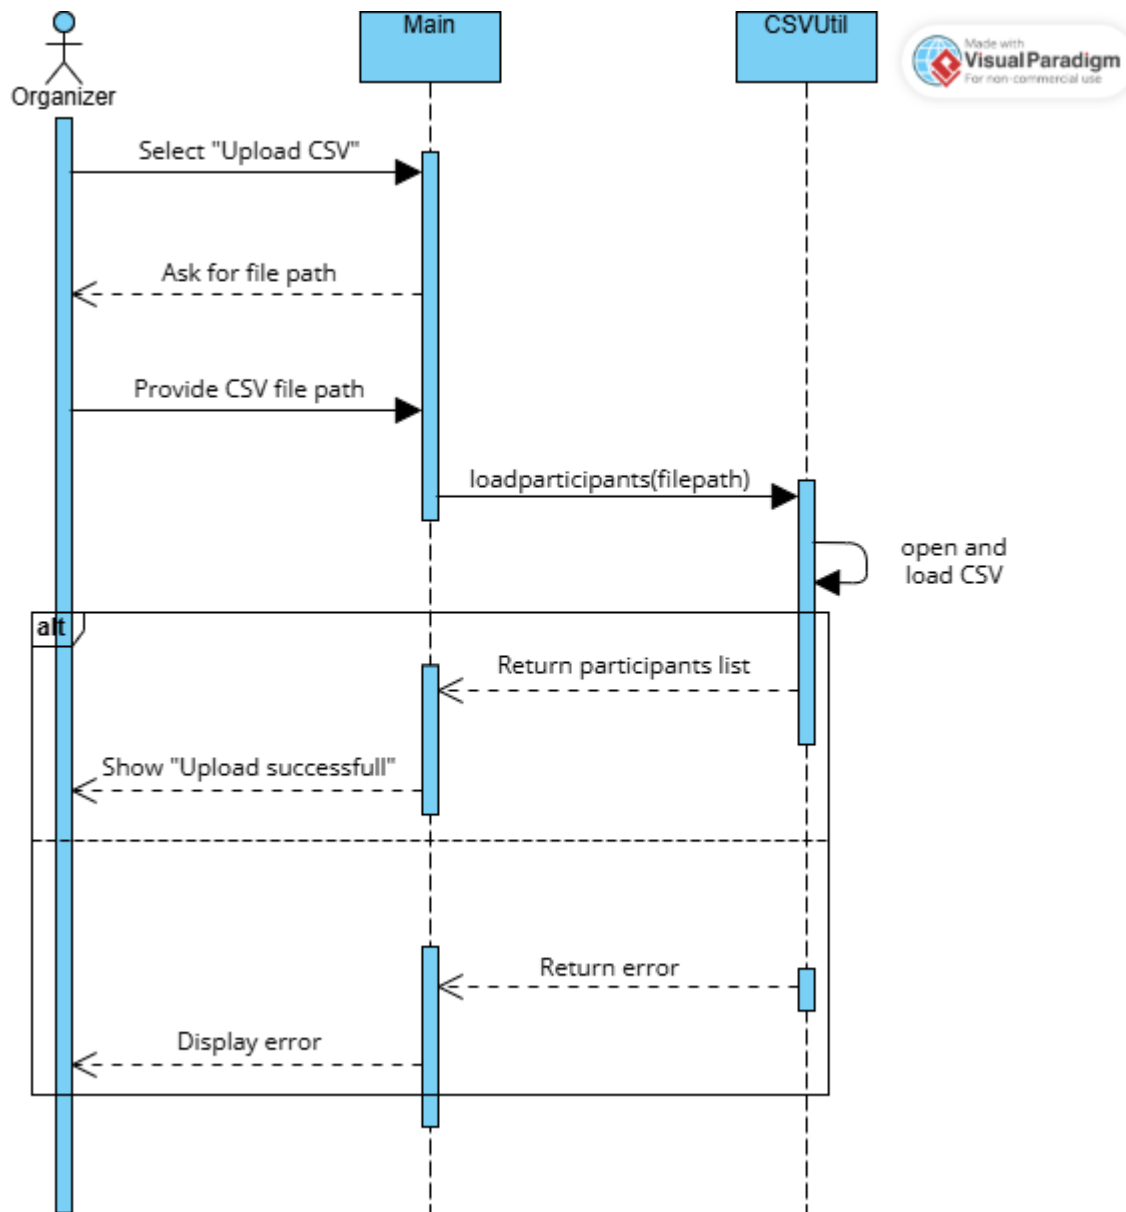 Main
CSVUtil
Made with
Visual Paradigm
For non-commercial use
Organizer
Select "Upload CSV"
Ask for file path
Provide CSV file path
loadparticipants(filepath)
open and
load CSV
alt
Return participants list
Show "Upload successfull"
Return error
Display error